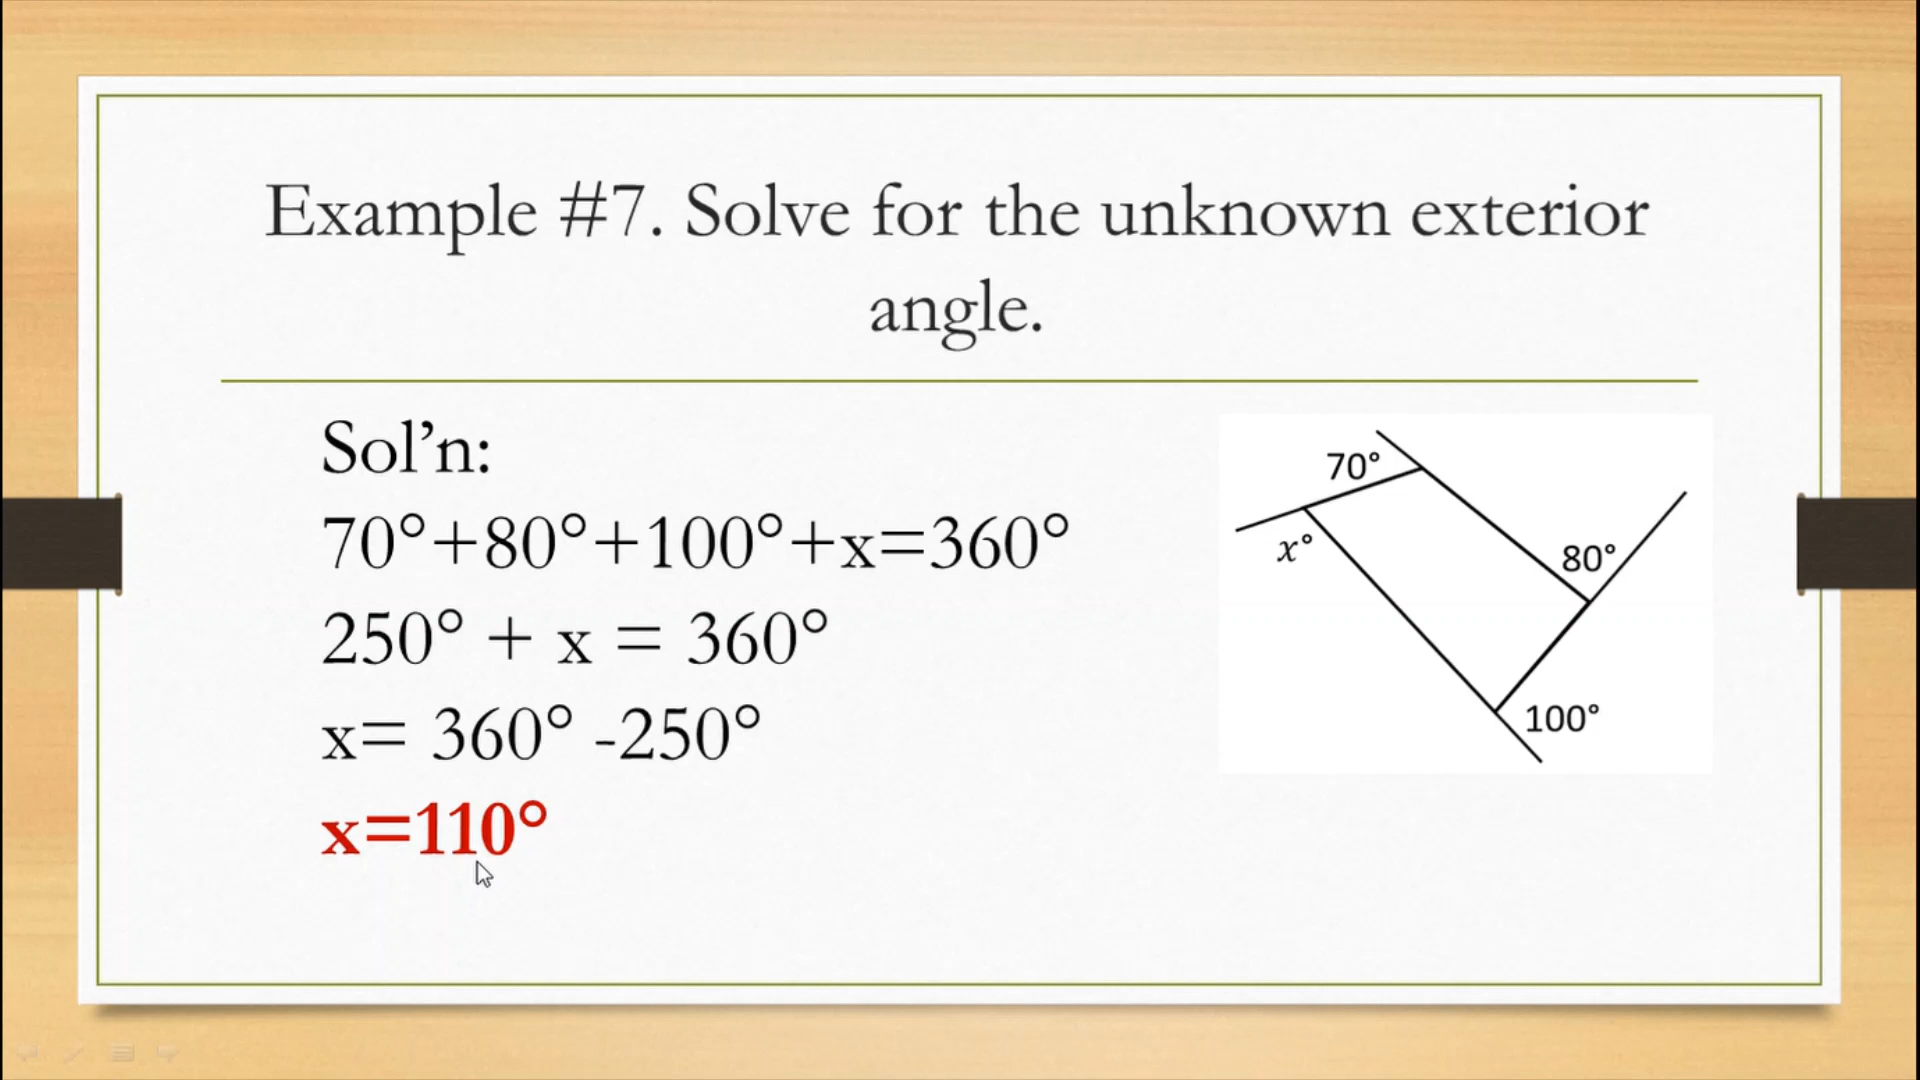 Example #7. Solve for the unknown exterior
angle.
Sol’n:
70°+80°+100°+x=360°
250° + x = 360°
x= 360° -250°
x=110°
70°
x°
80°
100°